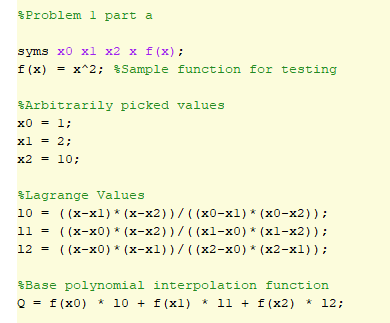 %Problem 1 part a
syms x0 x1 x2 x f(x);
f(x) = x^2; %Sample function for testing
%Arbitrarily picked values
x0 = 1;
x1 = 2;
x2 = 10;
%Lagrange Values
l0 = ((x-x1)*(x-x2))/((x0-x1)*(x0-x2));
l1 = ((x-x0)*(x-x2))/((x1-x0)*(x1-x2));
l2 = ((x-x0)*(x-x1))/((x2-x0)*(x2-x1));
%Base polynomial interpolation function
Q = f(x0) * l0 + f(x1) * l1 + f(x2) * l2;